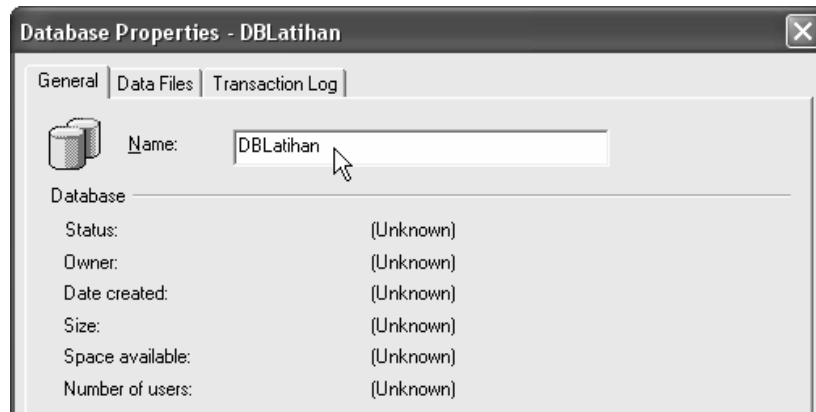 Database Properties - DBLatihan
General Data Files Transaction Log
Name: DBLatihan
Database
Status: (Unknown)
Owner: (Unknown)
Date created: (Unknown)
Size: (Unknown)
Space available: (Unknown)
Number of users: (Unknown)